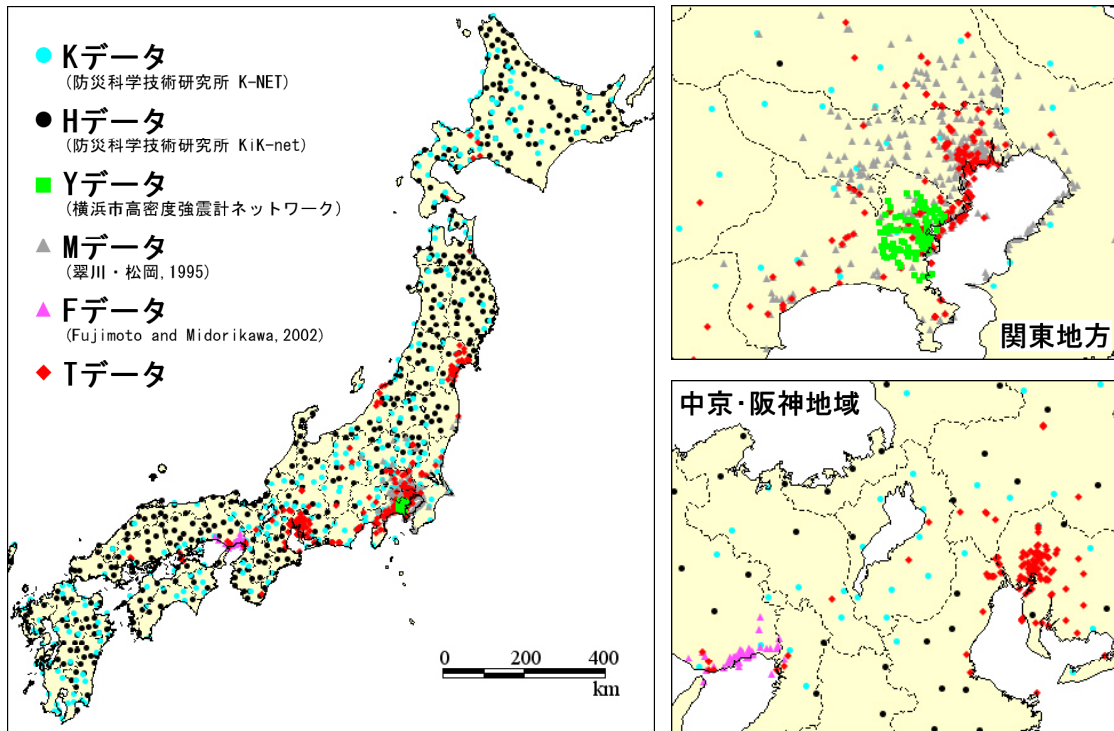 Kデータ
(防災科学技術研究所 K-NET)
Hデータ
(防災科学技術研究所 KiK-net)
Yデータ
(横浜市高密度強震計ネットワーク)
Mデータ
(翠川・松岡,1995)
Fデータ
(Fujimoto and Midorikawa,2002)
Tデータ
0 200 400
km
関東地方
中京・阪神地域